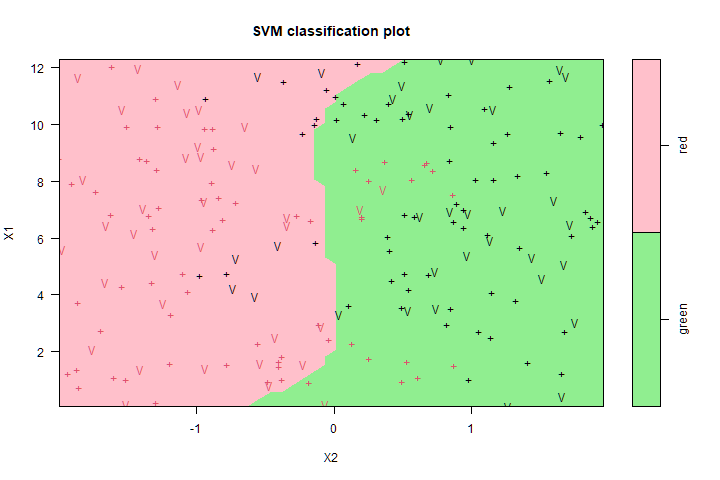 SVM classification plot
12
10
8
6
4
2
X1
-1
0
1
X2
red
green